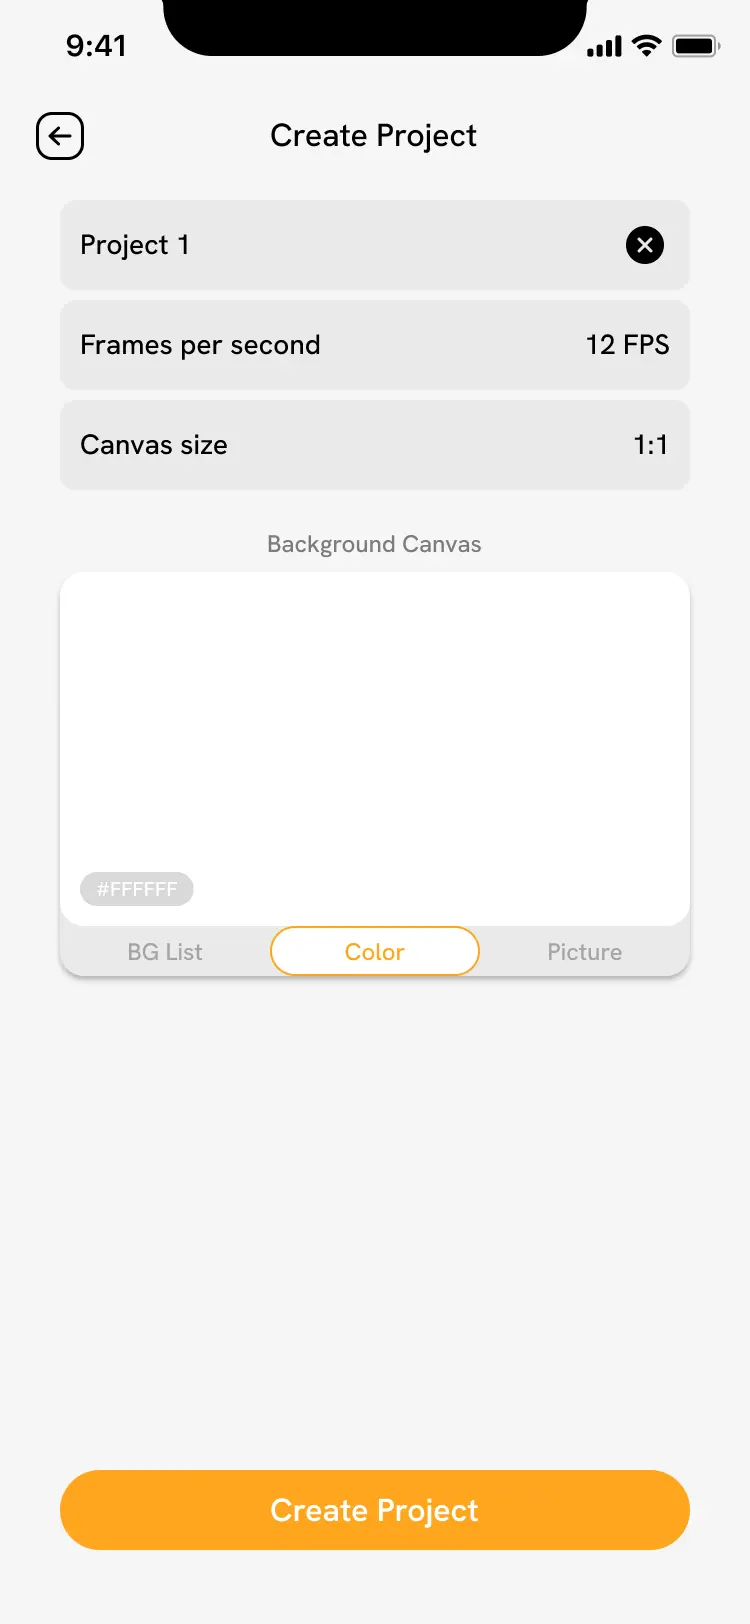 9:41
Create Project
Project 1
Frames per second 12 FPS
Canvas size 1:1
Background Canvas
#FFFFFF
BG List Color Picture
Create Project